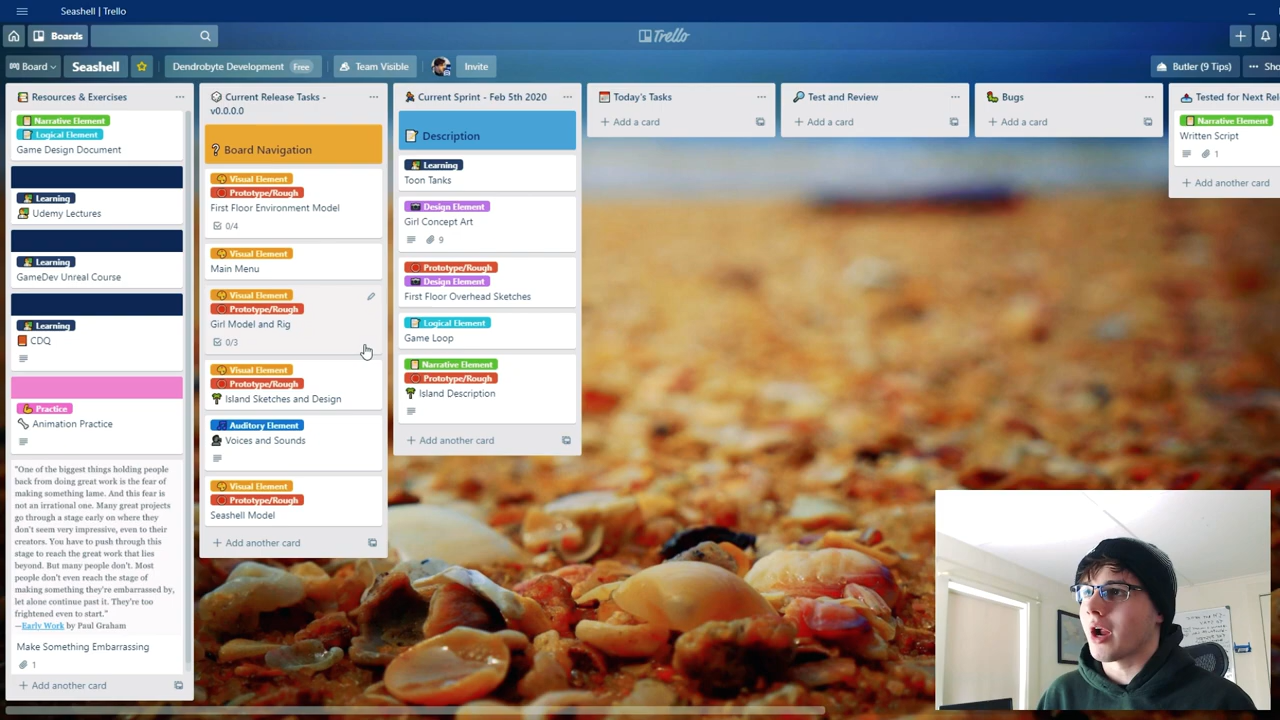 Seashell | Trello
Boards
Trello
Board
Seashell
Dendrobyte Development
Free
Team Visible
Invite
Butler (9 Tips)
Sho
Resources & Exercises
Narrative Element
Logical Element
Game Design Document
Learning
Udemy Lectures
Learning
GameDev Unreal Course
Learning
CDQ
Practice
Animation Practice
"One of the biggest things holding people
back from doing great work is the fear of
making something lame. And this fear is
not an irrational one. Many great projects
go through a stage early on where they
don't seem very impressive, even to their
creators. You have to push through this
stage to reach the great work that lies
beyond. But many people don't. Most
people don't even reach the stage of
making something they're embarrassed by,
let alone continue past it. They're too
frightened even to start."
—Early Work by Paul Graham
Make Something Embarrassing
1
+ Add another card
Current Release Tasks -
v0.0.0.0
Board Navigation
Visual Element
Prototype/Rough
First Floor Environment Model
0/4
Visual Element
Main Menu
Visual Element
Prototype/Rough
Girl Model and Rig
0/3
Visual Element
Prototype/Rough
Island Sketches and Design
Auditory Element
Voices and Sounds
Visual Element
Prototype/Rough
Seashell Model
+ Add another card
Current Sprint - Feb 5th 2020
Description
Learning
Toon Tanks
Design Element
Girl Concept Art
9
Prototype/Rough
Design Element
First Floor Overhead Sketches
Logical Element
Game Loop
Narrative Element
Prototype/Rough
Island Description
+ Add another card
Today's Tasks
+ Add a card
Test and Review
+ Add a card
Bugs
+ Add a card
Tested for Next Rel
Narrative Element
Written Script
1
+ Add another card